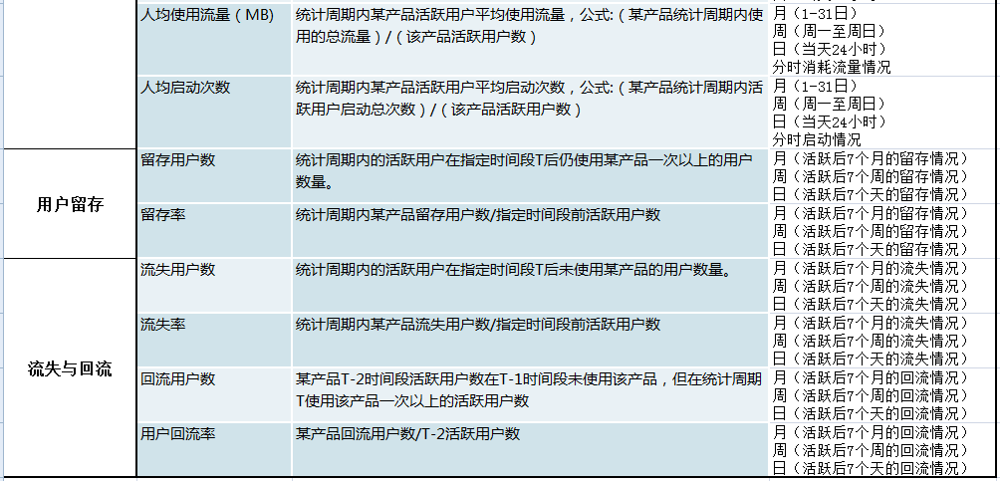 人均使用流量（MB)
统计周期内某产品活跃用户平均使用流量，公式:（某产品统计周期内使
用的总流量）/（该产品活跃用户数）
月（1-31日）
周（周一至周日）
日（当天24小时）
分时消耗流量情况
人均启动次数
统计周期内某产品活跃用户平均启动次数，公式:（某产品统计周期内活
跃用户启动总次数）/（该产品活跃用户数）
月（1-31日）
周（周一至周日）
日（当天24小时）
分时启动情况
用户留存
留存用户数
统计周期内的活跃用户在指定时间段T后仍使用某产品一次以上的用户
数量。
月（活跃后7个月的留存情况）
周（活跃后7个周的留存情况）
日（活跃后7个天的留存情况）
留存率
统计周期内某产品留存用户数/指定时间段前活跃用户数
月（活跃后7个月的留存情况）
周（活跃后7个周的留存情况）
日（活跃后7个天的留存情况）
流失与回流
流失用户数
统计周期内的活跃用户在指定时间段T后未使用某产品的用户数量。
月（活跃后7个月的流失情况）
周（活跃后7个周的流失情况）
日（活跃后7个天的流失情况）
流失率
统计周期内某产品流失用户数/指定时间段前活跃用户数
月（活跃后7个月的流失情况）
周（活跃后7个周的流失情况）
日（活跃后7个天的流失情况）
回流用户数
某产品T-2时间段活跃用户数在T-1时间段未使用该产品，但在统计周期
T使用该产品一次以上的活跃用户数
月（活跃后7个月的回流情况）
周（活跃后7个周的回流情况）
日（活跃后7个天的回流情况）
用户回流率
某产品回流用户数/T-2活跃用户数
月（活跃后7个月的回流情况）
周（活跃后7个周的回流情况）
日（活跃后7个天的回流情况）